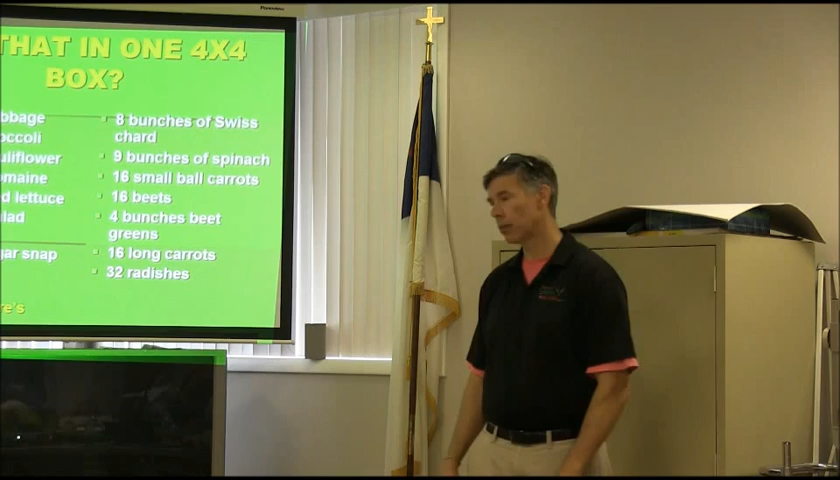 THAT IN ONE 4X4
BOX?
bbage
occoli
uliflower
maine
d lettuce
lad
gar snap
8 bunches of Swiss
chard
9 bunches of spinach
16 small ball carrots
16 beets
4 bunches beet
greens
16 long carrots
32 radishes
re's